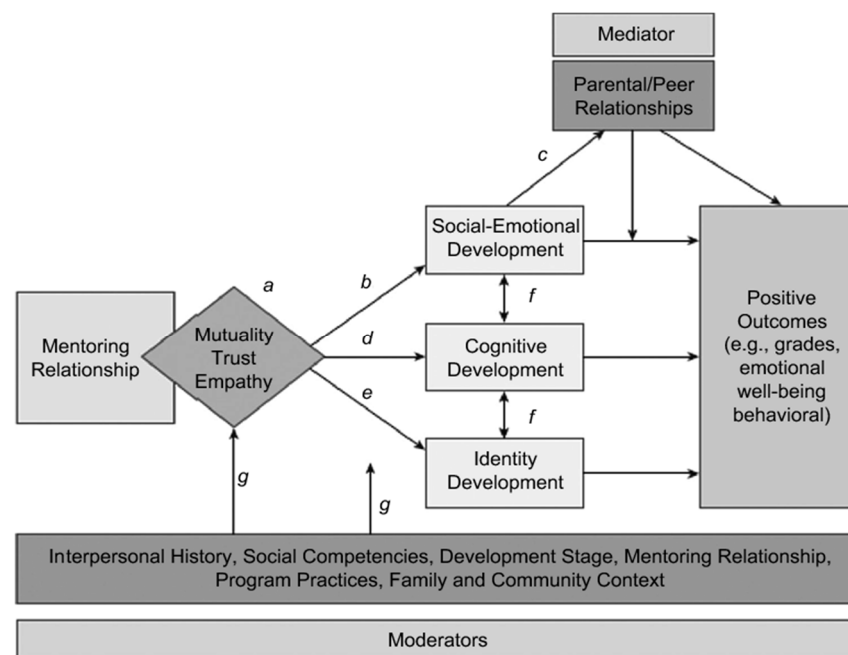 Mediator
Parental/Peer
Relationships
c
Social-Emotional
Development
a
b
f
Mentoring
Relationship
Mutuality
Trust
Empathy
d
Cognitive
Development
Positive
Outcomes
(e.g., grades,
emotional
well-being
behavioral)
e
f
Identity
Development
g
g
Interpersonal History, Social Competencies, Development Stage, Mentoring Relationship,
Program Practices, Family and Community Context
Moderators